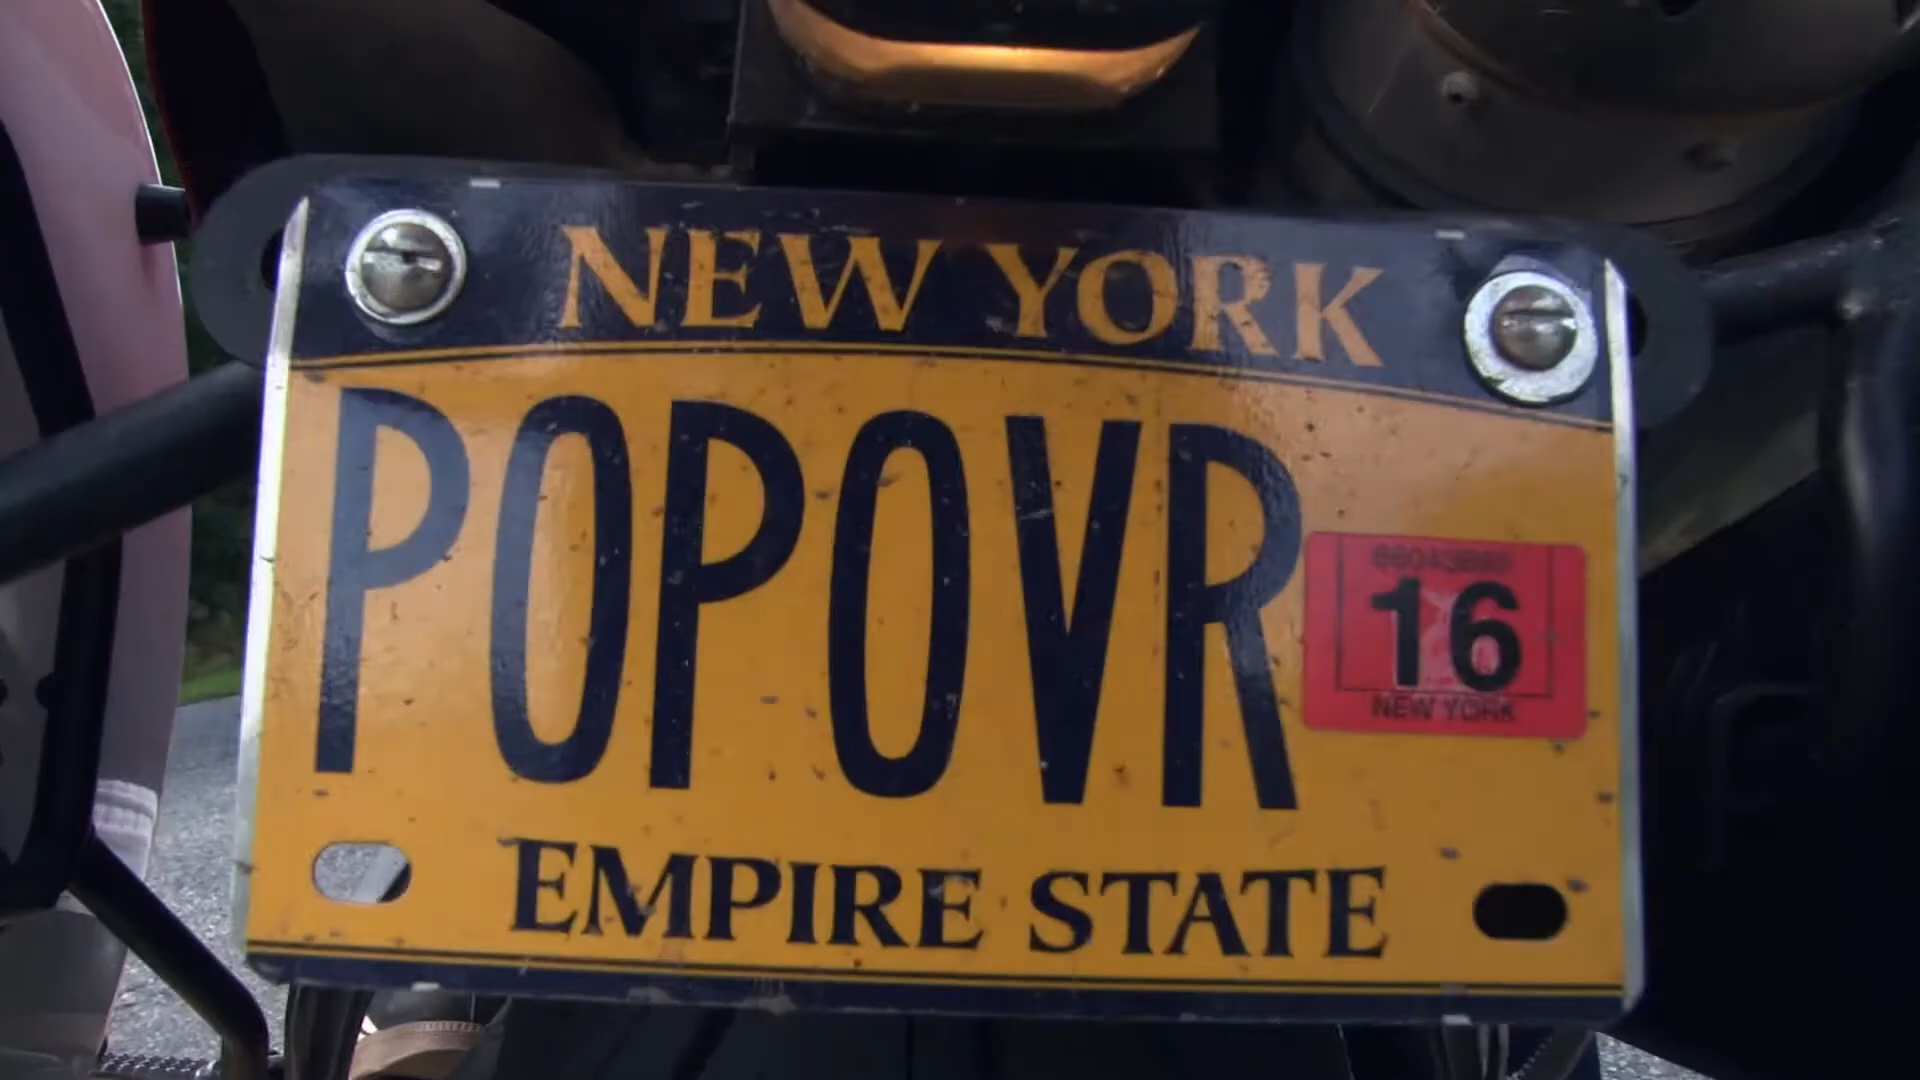 NEW YORK
POPOVR
16
NEW YORK
EMPIRE STATE